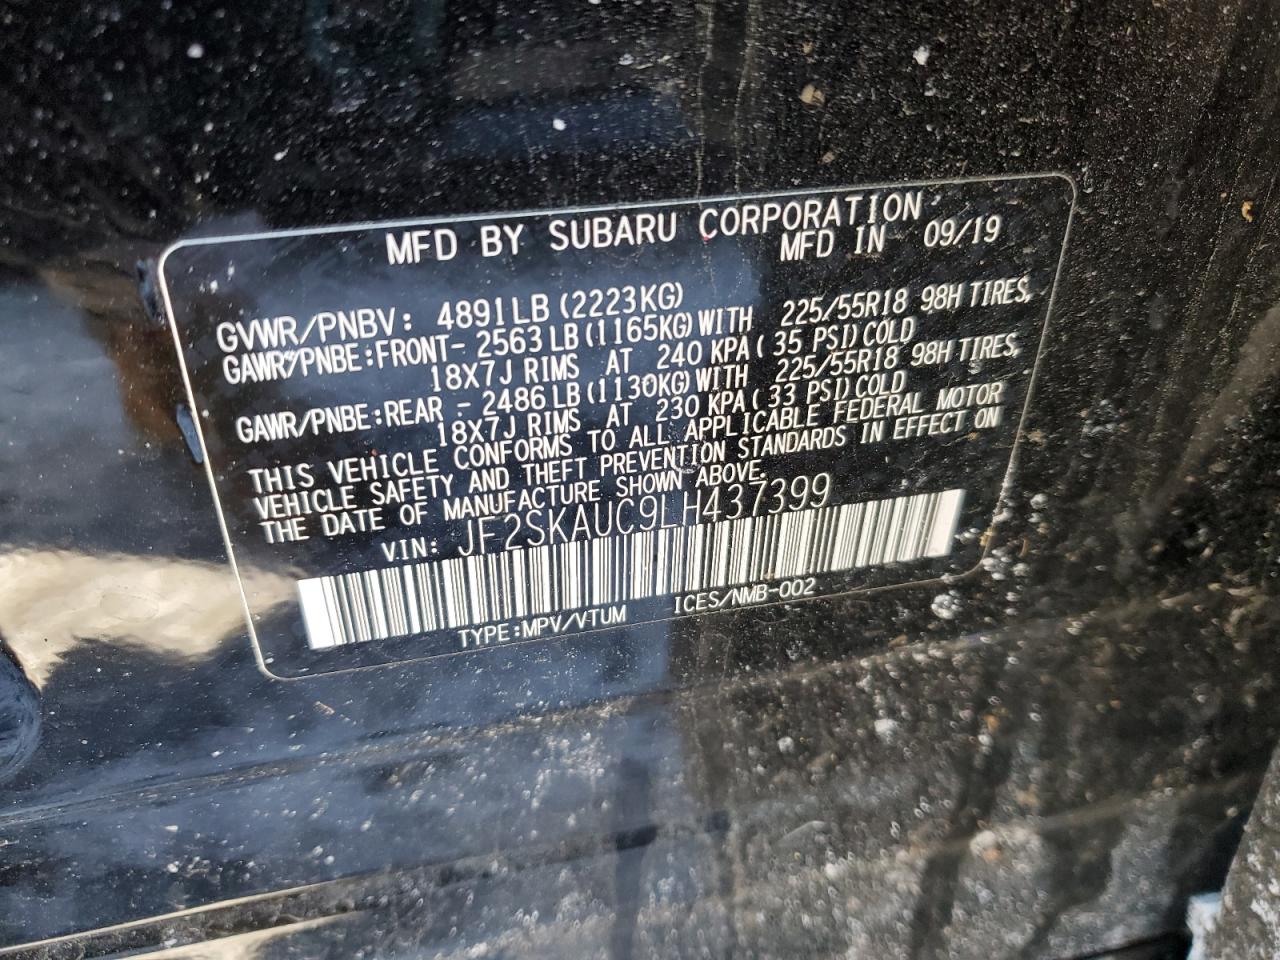 MFD BY SUBARU CORPORATION
MFD IN 09/19
GVWR/PNBV: 4891LB (2223KG)
GAWR/PNBE:FRONT- 2563LB(1165KG)WITH 225/55R18 98H TIRES,
18X7J RIMS AT 240 KPA( 35 PSI)COLD
GAWR/PNBE:REAR - 2486LB(1130KG)WITH 225/55R18 98H TIRES,
18X7J RIMS AT 230 KPA( 33 PSI)COLD
THIS VEHICLE CONFORMS TO ALL APPLICABLE FEDERAL MOTOR
VEHICLE SAFETY AND THEFT PREVENTION STANDARDS IN EFFECT ON
THE DATE OF MANUFACTURE SHOWN ABOVE.
VIN: JF2SKAUC9LH437399
TYPE:MPV/VTUM ICES/NMB-002